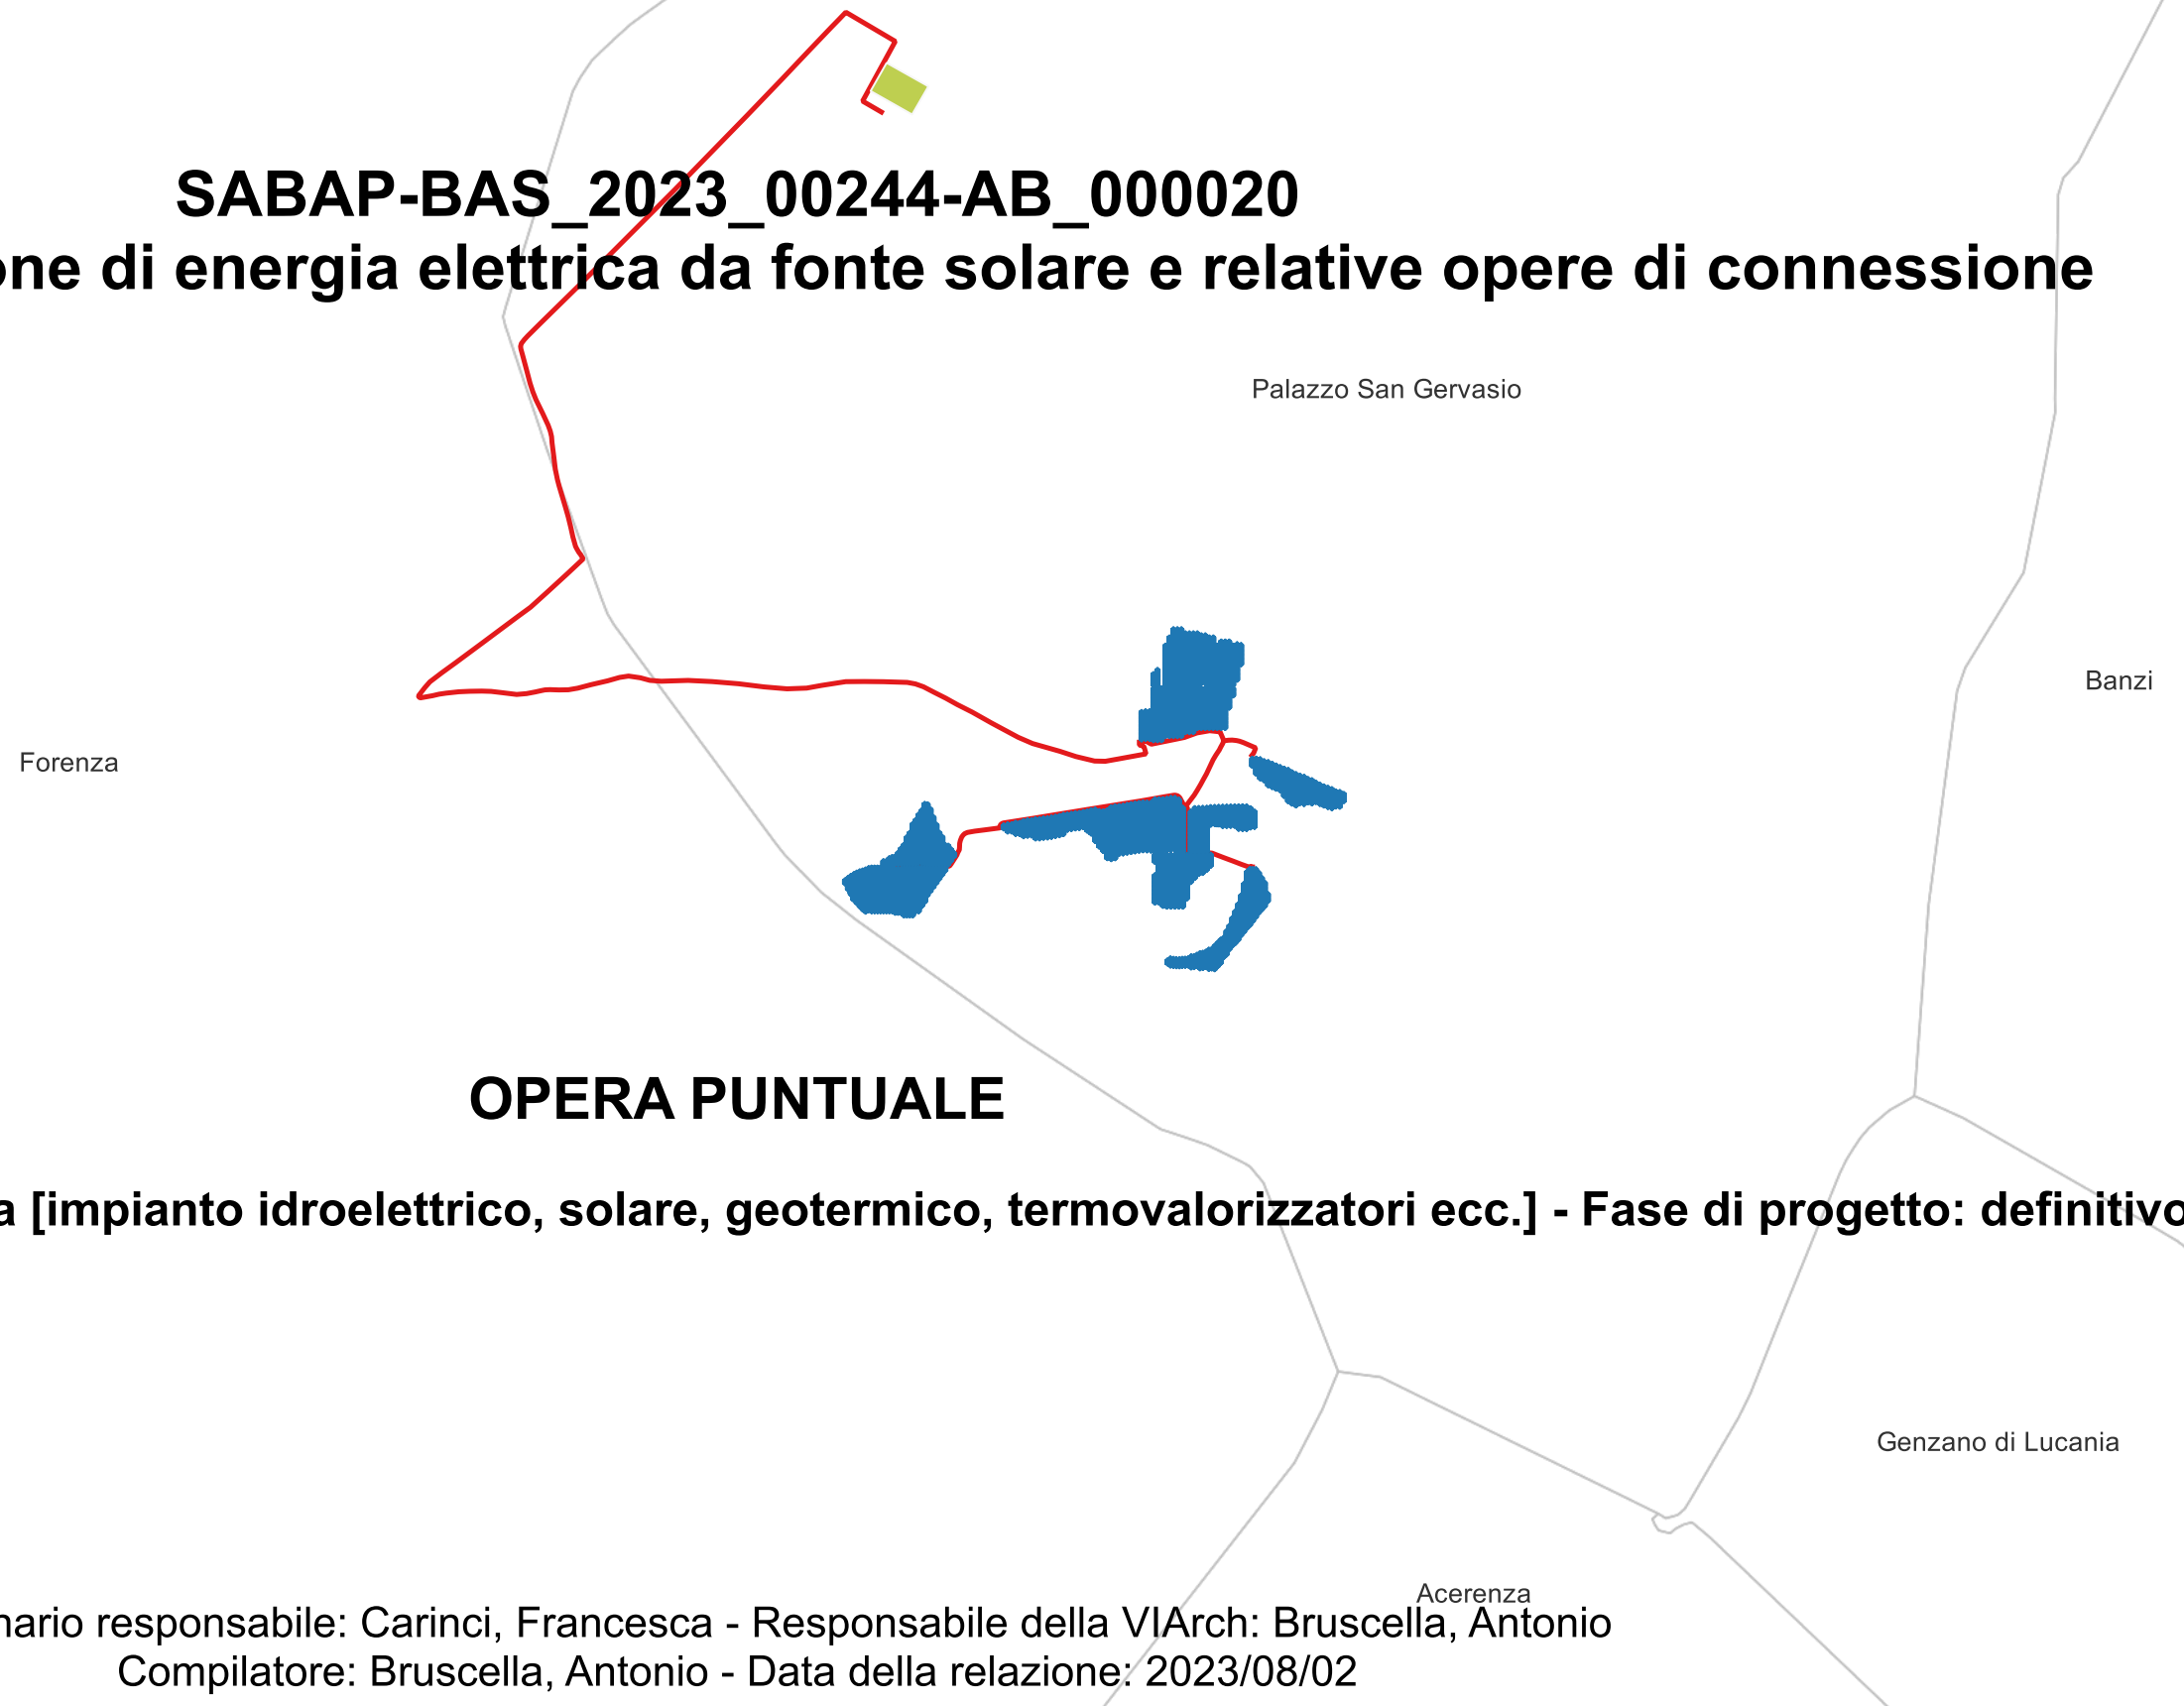 SABAP-BAS_2023_00244-AB_000020
one di energia elettrica da fonte solare e relative opere di connessione
Palazzo San Gervasio
Banzi
Forenza
OPERA PUNTUALE
a [impianto idroelettrico, solare, geotermico, termovalorizzatori ecc.] - Fase di progetto: definitivo
Genzano di Lucania
Acerenza
nario responsabile: Carinci, Francesca - Responsabile della VIArch: Bruscella, Antonio
Compilatore: Bruscella, Antonio - Data della relazione: 2023/08/02